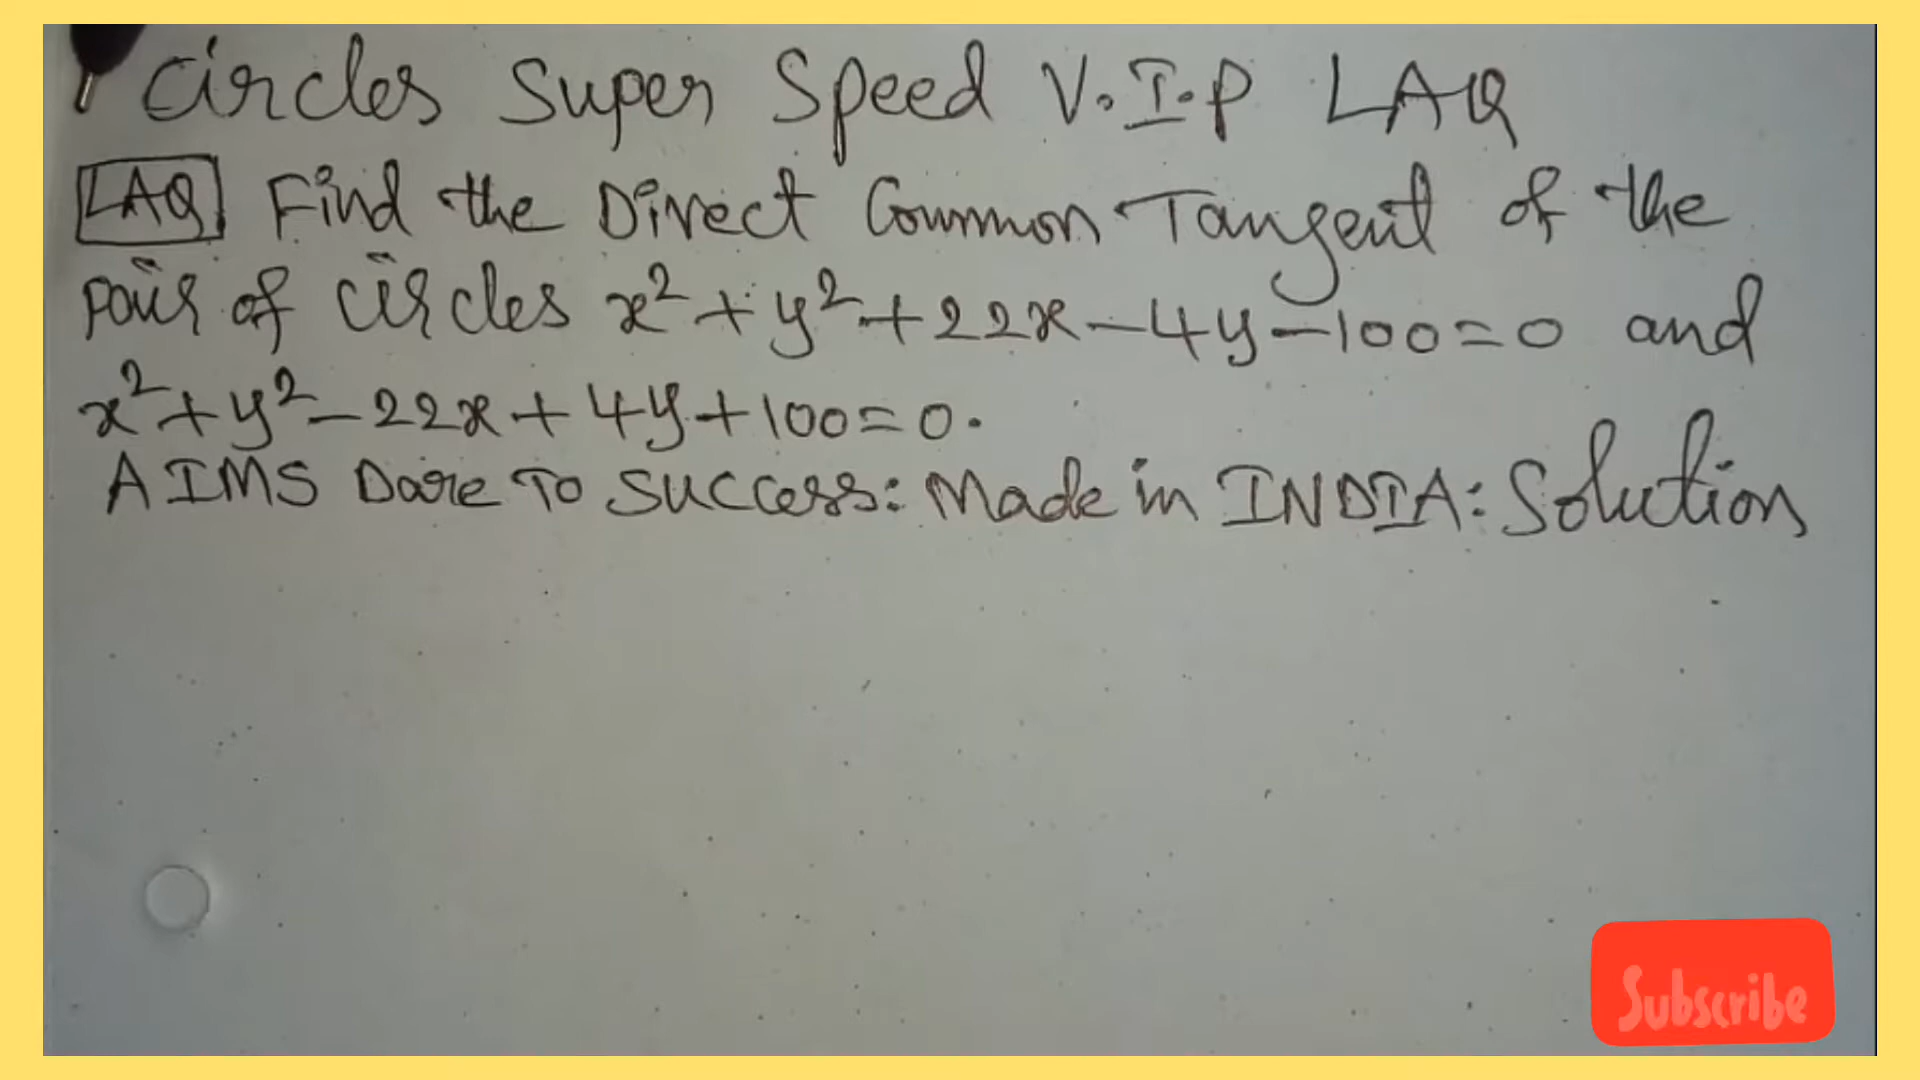 Circles Super Speed V.I.P LAQ
LAQ Find the Direct Common Tangent of the
pair of circles x²+y²+22x-4y-100=0 and
x²+y²-22x+4y+100=0.
AIMS Dare To Success: Made in INDIA: Solution
Subscribe